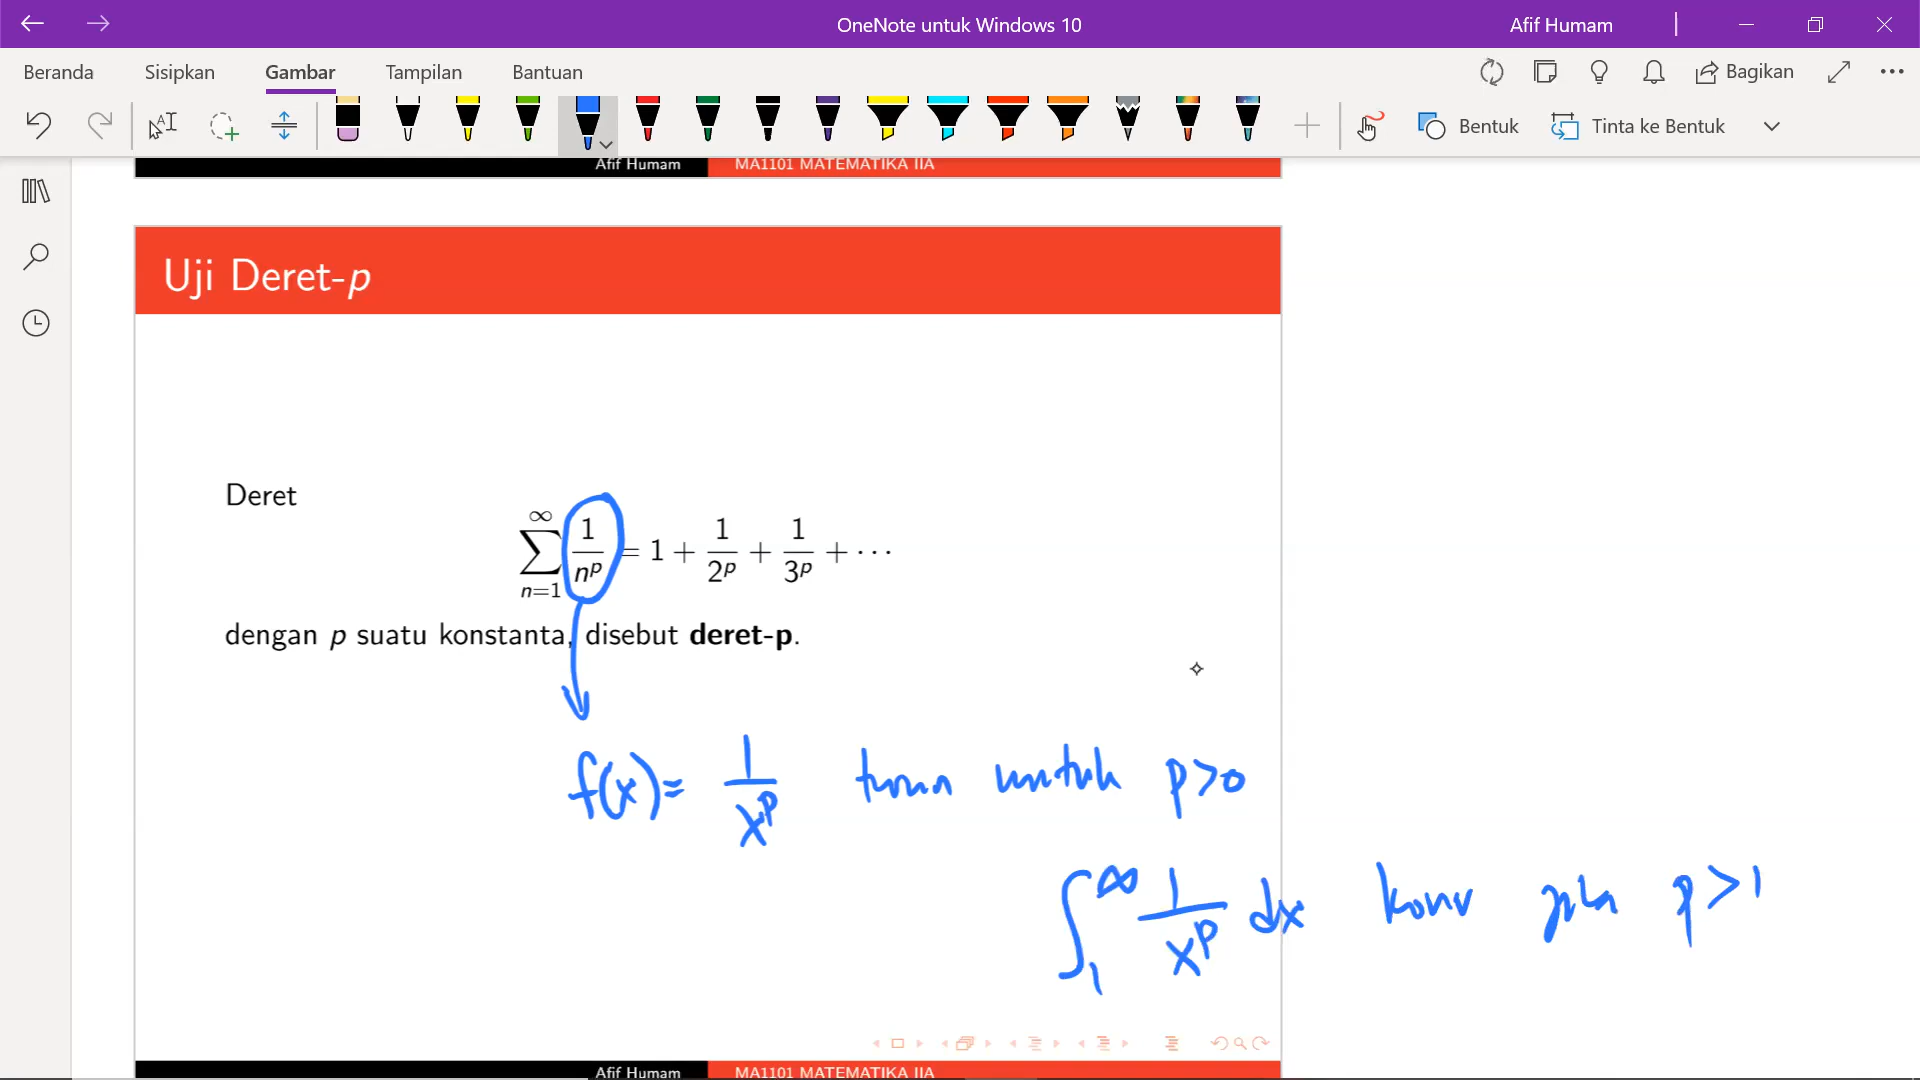 OneNote untuk Windows 10
Afif Humam
Beranda Sisipkan Gambar Tampilan Bantuan
Bagikan
Bentuk
Tinta ke Bentuk
Afif Humam MA1101 MATEMATIKA IIA
Uji Deret-p
Deret
∞ ∑ n=1 1/n^p = 1 + 1/2^p + 1/3^p + ⋯
dengan p suatu konstanta, disebut deret-p.
f(x) = 1/x^p turun untuk p>0
∫_1^∞ 1/x^p dx konv jika p>1
Afif Humam MA1101 MATEMATIKA IIA